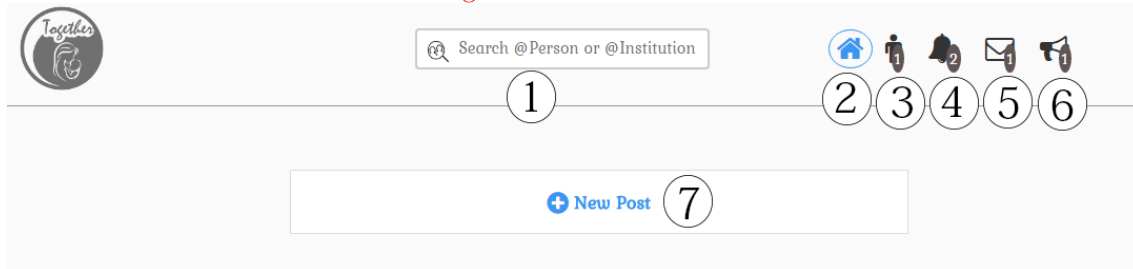 Together
Search @Person or @Institution
1 2 1 1
1
2 3 4 5 6
New Post 7